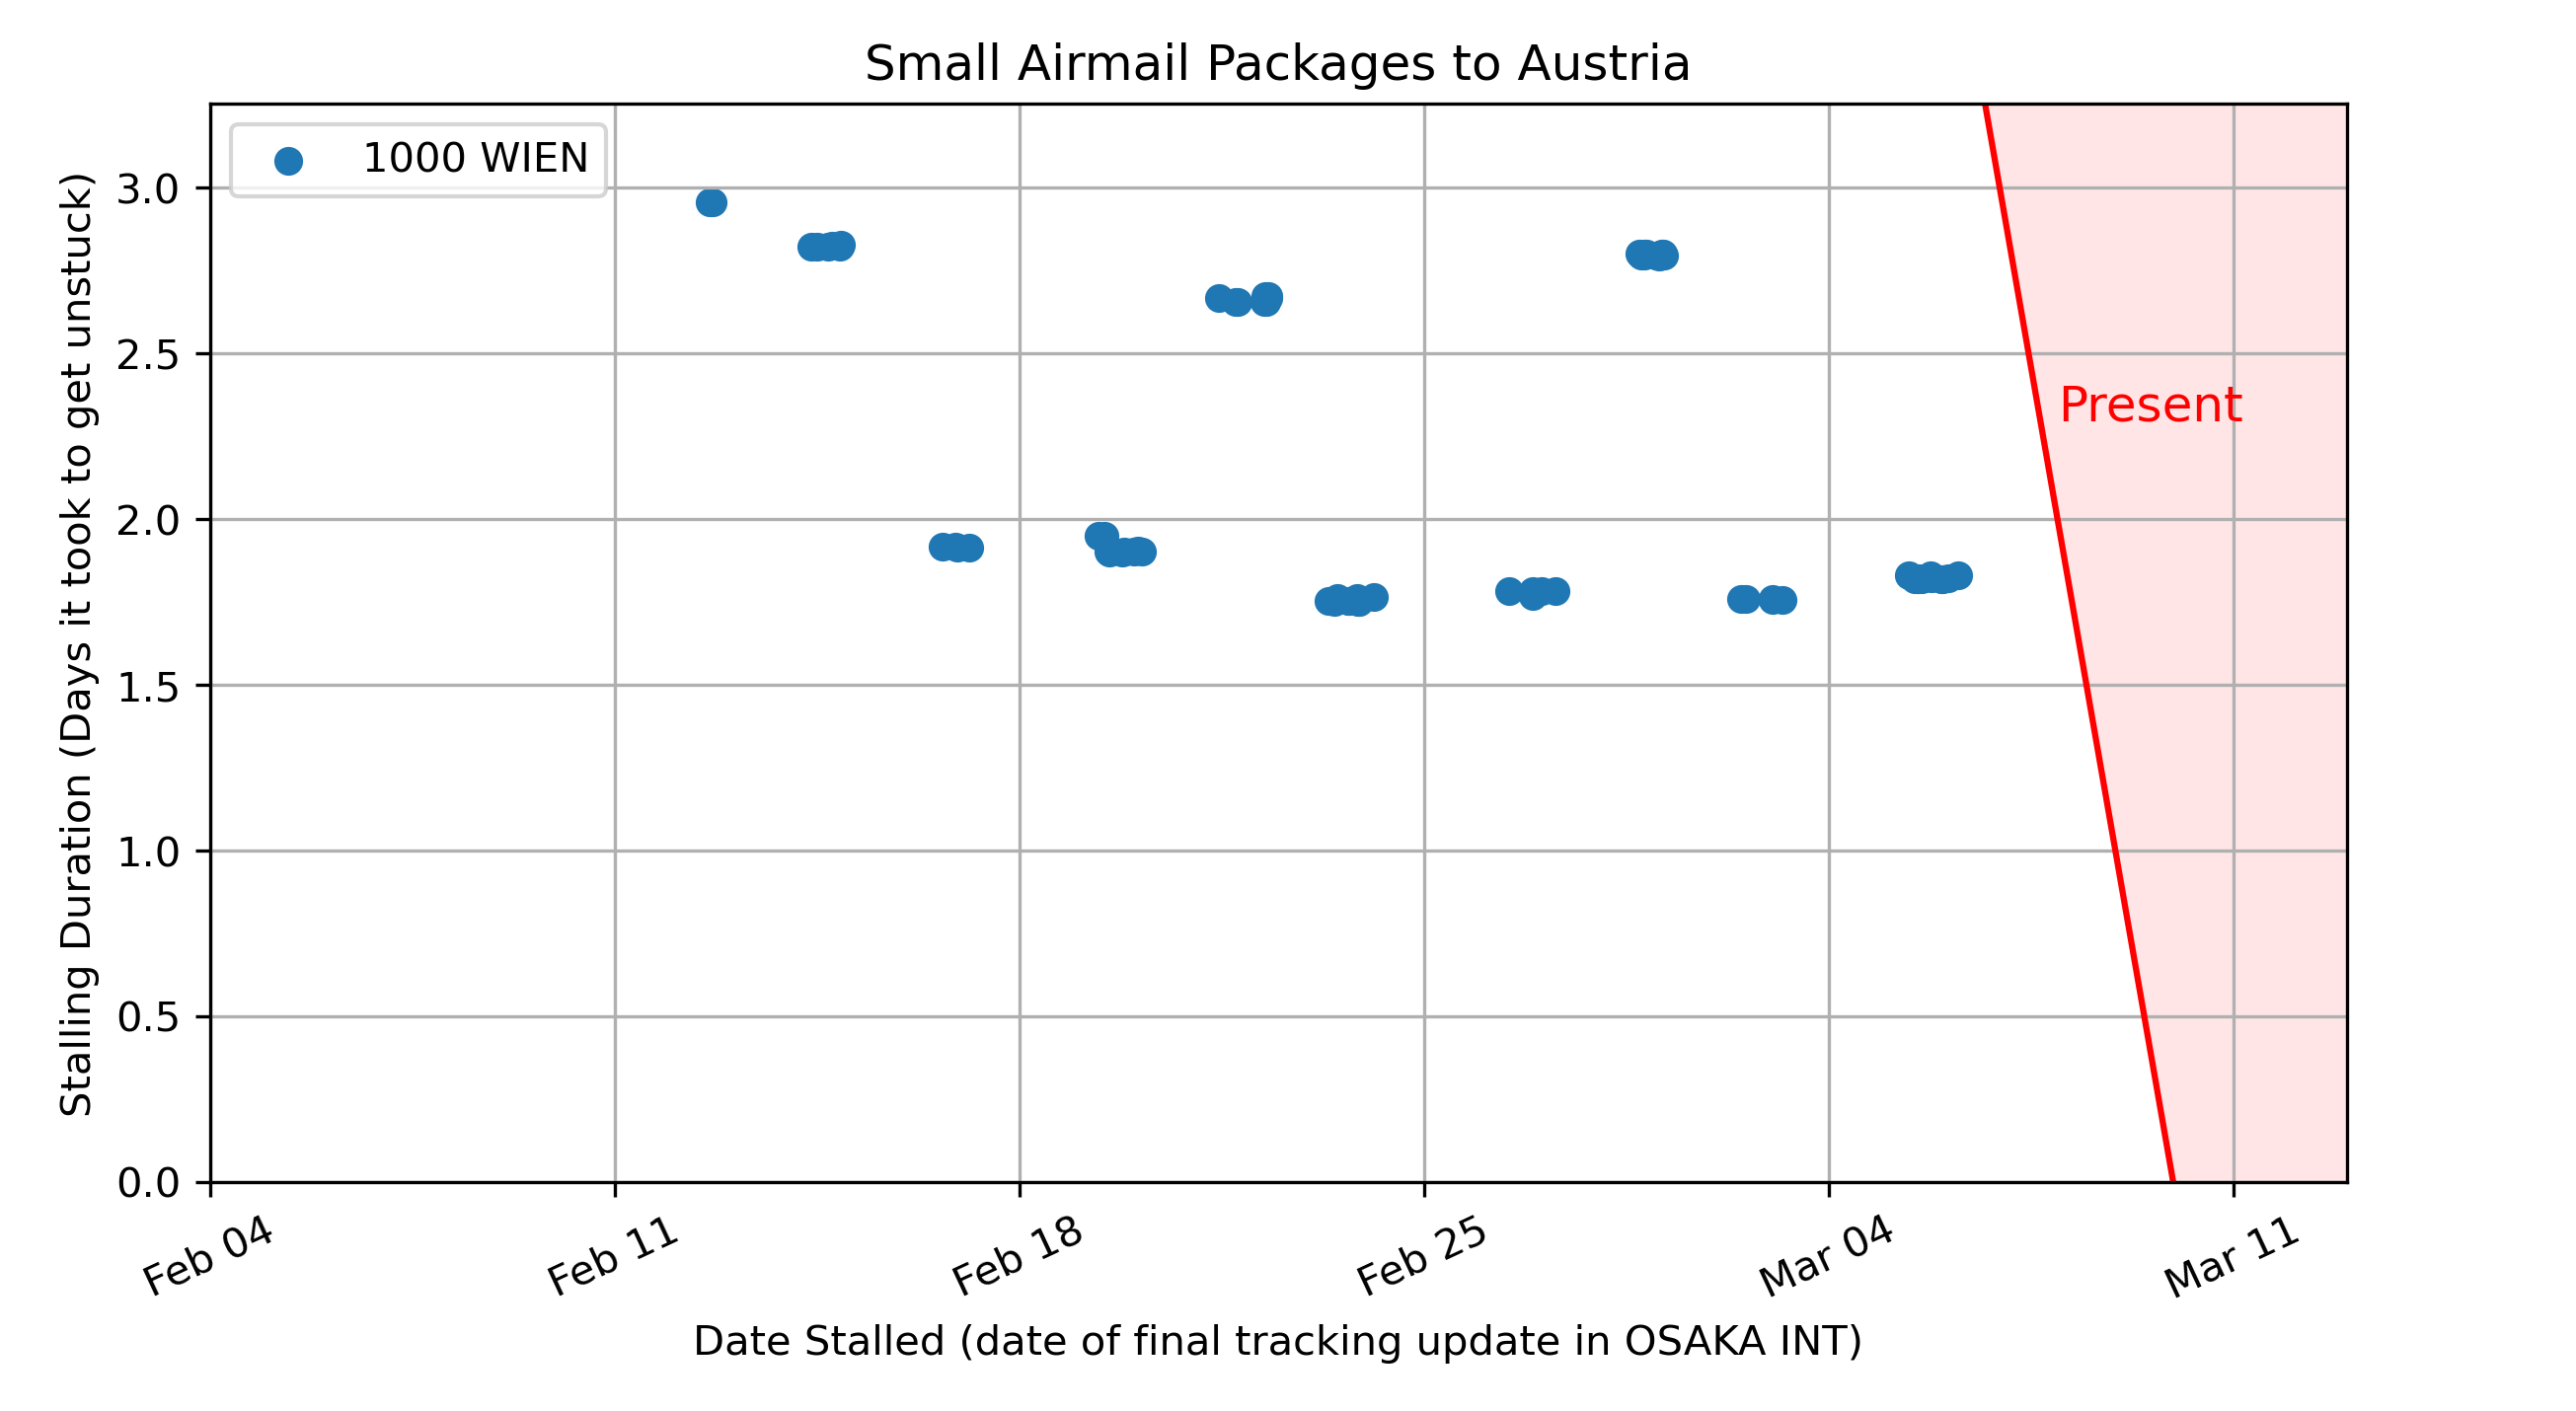 Small Airmail Packages to Austria
1000 WIEN
Present
Stalling Duration (Days it took to get unstuck)
3.0
2.5
2.0
1.5
1.0
0.5
0.0
Feb 04
Feb 11
Feb 18
Feb 25
Mar 04
Mar 11
Date Stalled (date of final tracking update in OSAKA INT)